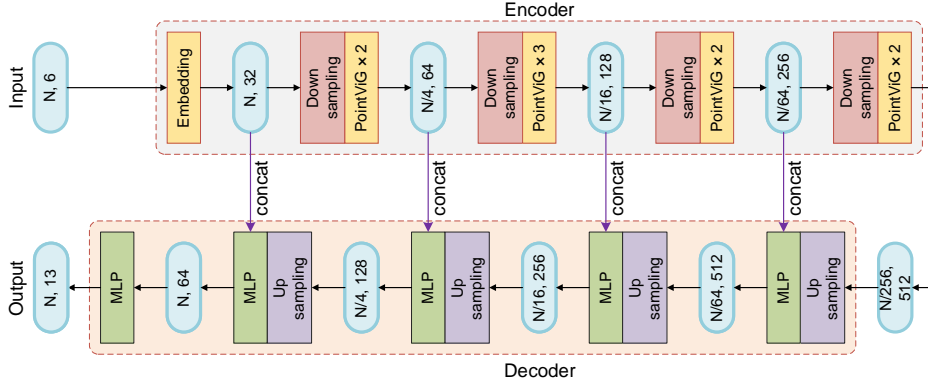 Encoder
Input
N, 6
Embedding
N, 32
Down
sampling
PointViG × 2
N/4, 64
Down
sampling
PointViG × 3
N/16, 128
Down
sampling
PointViG × 2
N/64, 256
Down
sampling
PointViG × 2
concat
concat
concat
concat
Output
N, 13
MLP
N, 64
MLP
Up
sampling
N/4, 128
MLP
Up
sampling
N/16, 256
MLP
Up
sampling
N/64, 512
MLP
Up
sampling
N/256,
512
Decoder